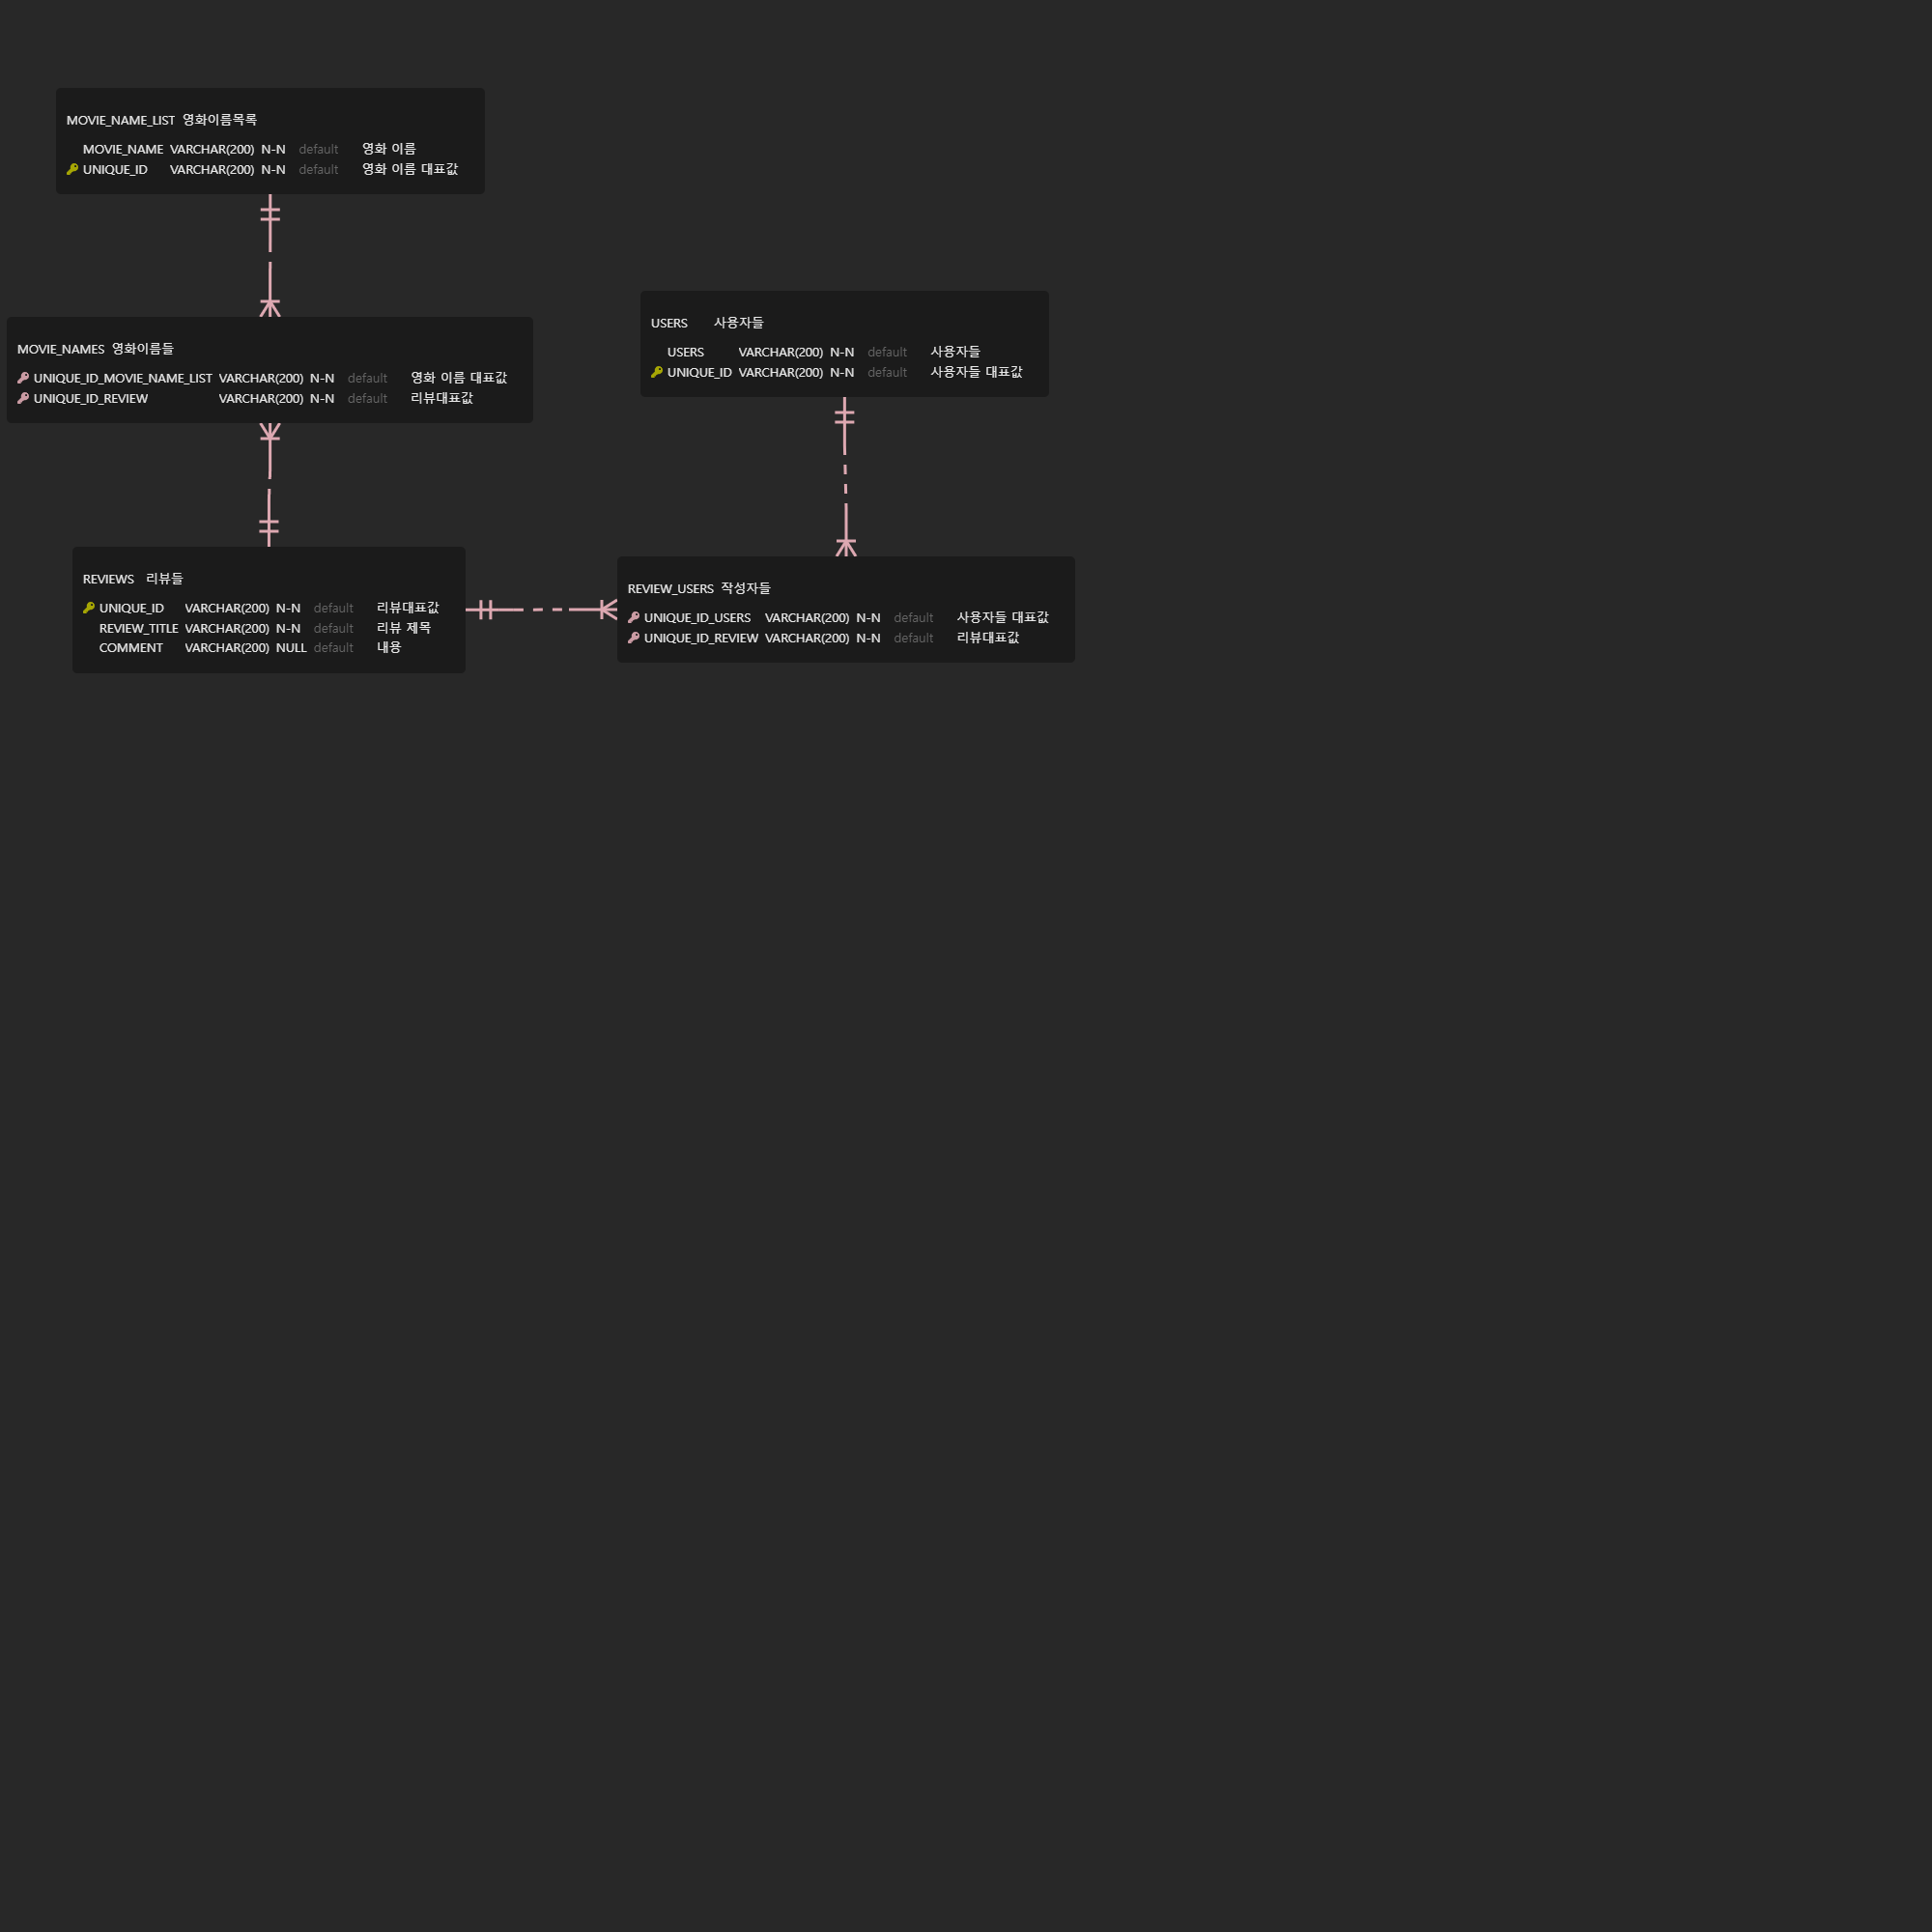 MOVIE_NAME_LIST 영화이름목록
MOVIE_NAME VARCHAR(200) N-N default 영화 이름
UNIQUE_ID VARCHAR(200) N-N default 영화 이름 대표값
MOVIE_NAMES 영화이름들
UNIQUE_ID_MOVIE_NAME_LIST VARCHAR(200) N-N default 영화 이름 대표값
UNIQUE_ID_REVIEW VARCHAR(200) N-N default 리뷰대표값
USERS 사용자들
USERS VARCHAR(200) N-N default 사용자들
UNIQUE_ID VARCHAR(200) N-N default 사용자들 대표값
REVIEWS 리뷰들
UNIQUE_ID VARCHAR(200) N-N default 리뷰대표값
REVIEW_TITLE VARCHAR(200) N-N default 리뷰 제목
COMMENT VARCHAR(200) NULL default 내용
REVIEW_USERS 작성자들
UNIQUE_ID_USERS VARCHAR(200) N-N default 사용자들 대표값
UNIQUE_ID_REVIEW VARCHAR(200) N-N default 리뷰대표값